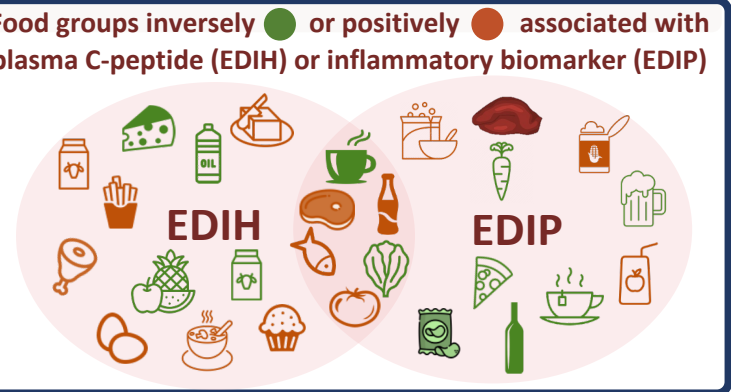 Food groups inversely or positively associated with
plasma C-peptide (EDIH) or inflammatory biomarker (EDIP)
OIL
EDIH
EDIP